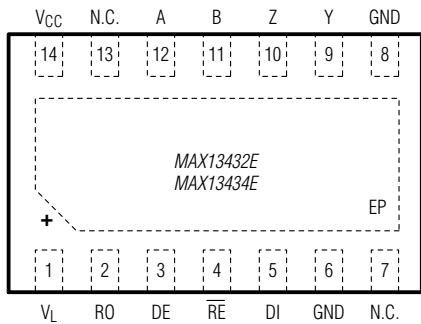 VCC N.C. A B Z Y GND
14 13 12 11 10 9 8
MAX13432E
MAX13434E
EP
+
1 2 3 4 5 6 7
VL RO DE R̅E̅ DI GND N.C.